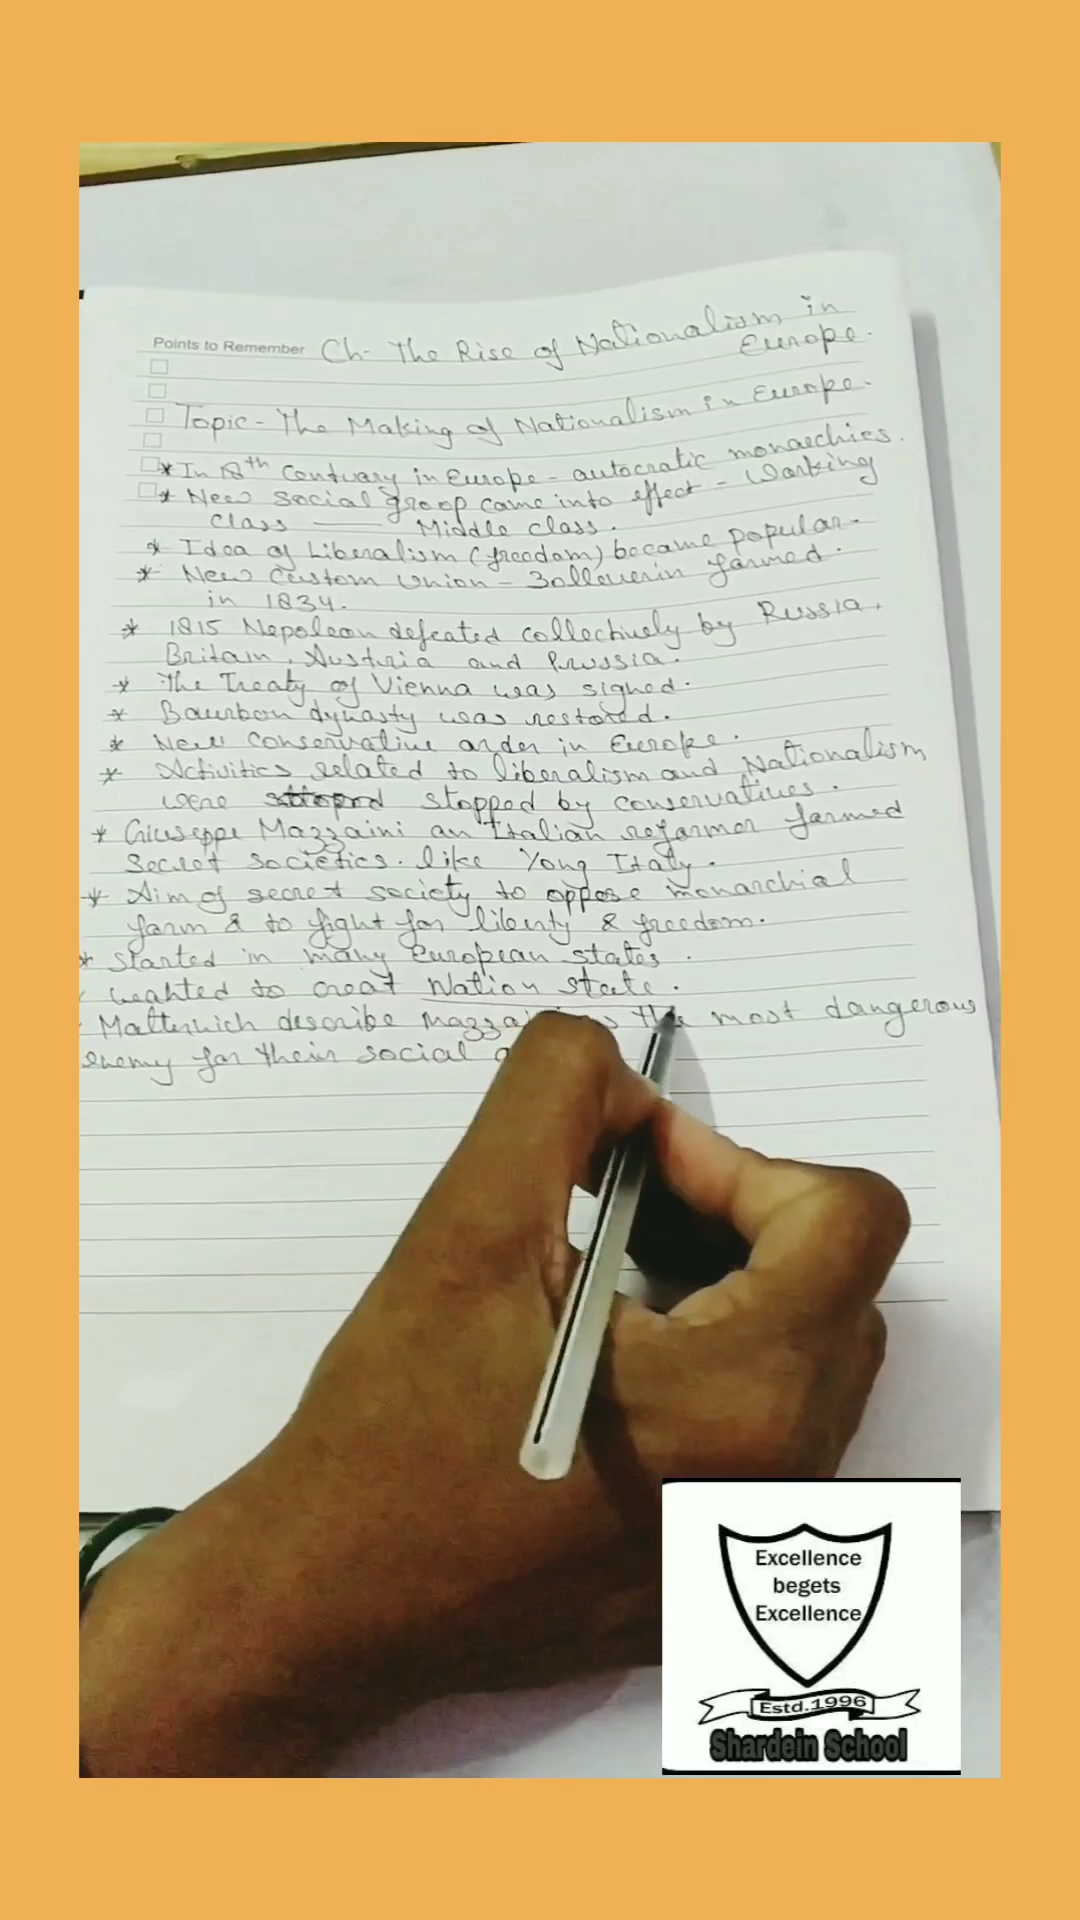 Points to Remember Ch- The Rise of Nationalism in
Europe.
Topic - The Making of Nationalism in Europe.
* In 18th Centuary in Europe - autocratic monaechies.
* New social groop came into effect - Working
class —— Middle class.
* Idea of Liberalism (freedom) became popular.
* New Custom Union - Zollverin formed.
in 1834.
* 1815 Nepoleon defeated collectively by Russia,
Britain, Austria and Prussia.
* The Treaty of Vienna was signed.
* Bourbon dynasty was restored.
* New conservative order in Europe.
* Activities related to liberalism and Nationalism
were stopped by conservatives.
* Giuseppe Mazzaini an Italian reformer formed
secret societies. like Yong Italy.
* Aim of secret society to oppose monarchial
form & to fight for liberty & freedom.
* Started in many European states.
wanted to creat Nation state.
describe the most dangerous
enemy for their social
Excellence
begets
Excellence
Estd.1996
Shardein School